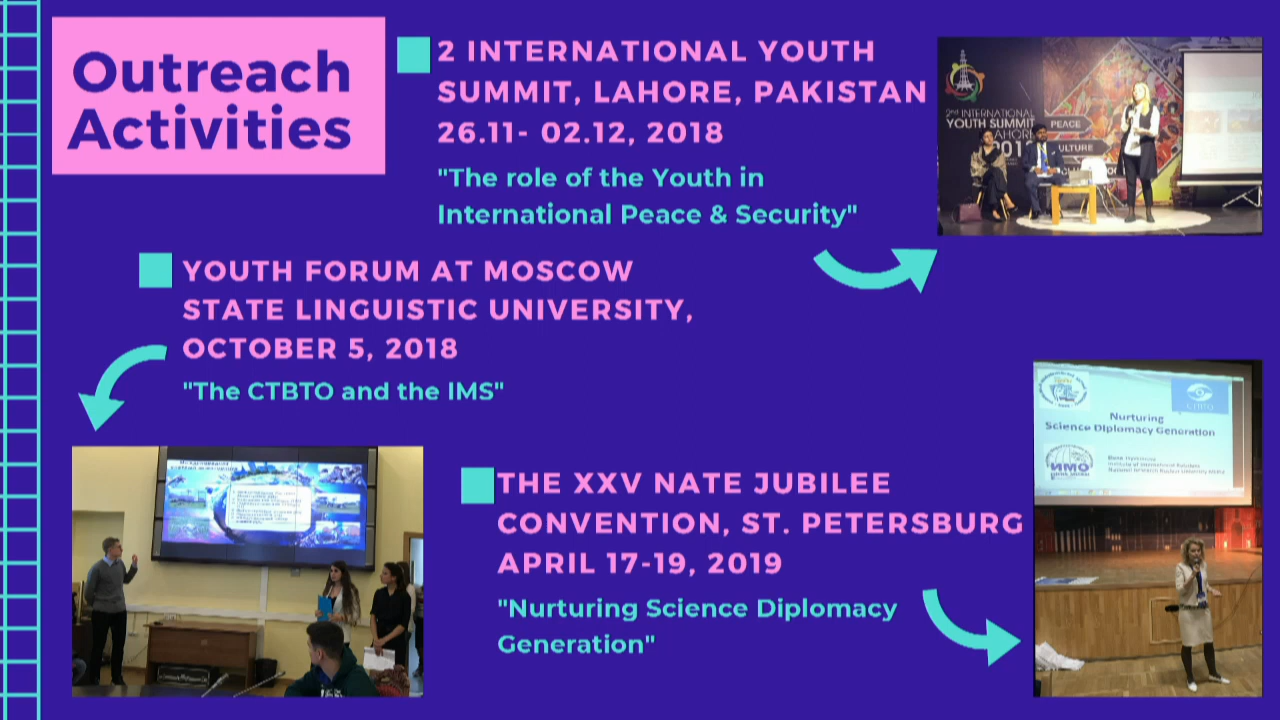 Outreach
Activities
2 INTERNATIONAL YOUTH
SUMMIT, LAHORE, PAKISTAN
26.11- 02.12, 2018
"The role of the Youth in
International Peace & Security"
2ND INTERNATIONAL
YOUTH SUMMIT
PEACE
YOUTH FORUM AT MOSCOW
STATE LINGUISTIC UNIVERSITY,
OCTOBER 5, 2018
"The CTBTO and the IMS"
THE XXV NATE JUBILEE
CONVENTION, ST. PETERSBURG
APRIL 17-19, 2019
"Nurturing Science Diplomacy
Generation"
CTBTO
Nurturing
Science Diplomacy Generation
ИМО